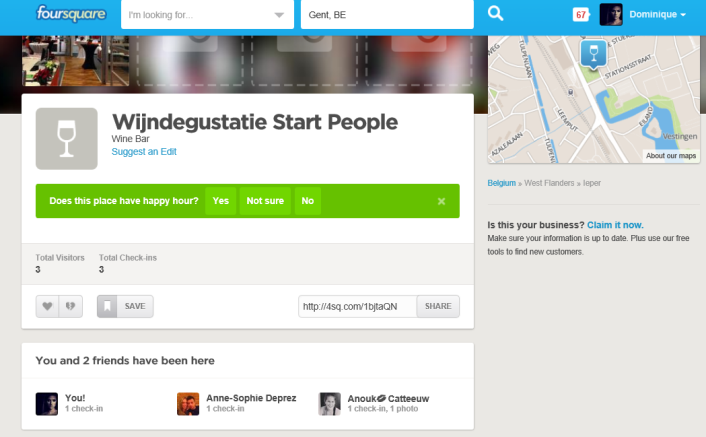 foursquare
I'm looking for...
Gent, BE
67
Dominique
Wijndegustatie Start People
Wine Bar
Suggest an Edit
Does this place have happy hour? Yes Not sure No
Total Visitors Total Check-ins
3 3
SAVE
http://4sq.com/1bjtaQN SHARE
You and 2 friends have been here
You! Anne-Sophie Deprez Anouk Catteeuw
1 check-in 1 check-in 1 check-in, 1 photo
TULPENLAAN
STATIONSSTRAAT
LEEMPUT
EILAND
AZALEALAAN
Vestingen
About our maps
Belgium » West Flanders » Ieper
Is this your business? Claim it now.
Make sure your information is up to date. Plus use our free
tools to find new customers.